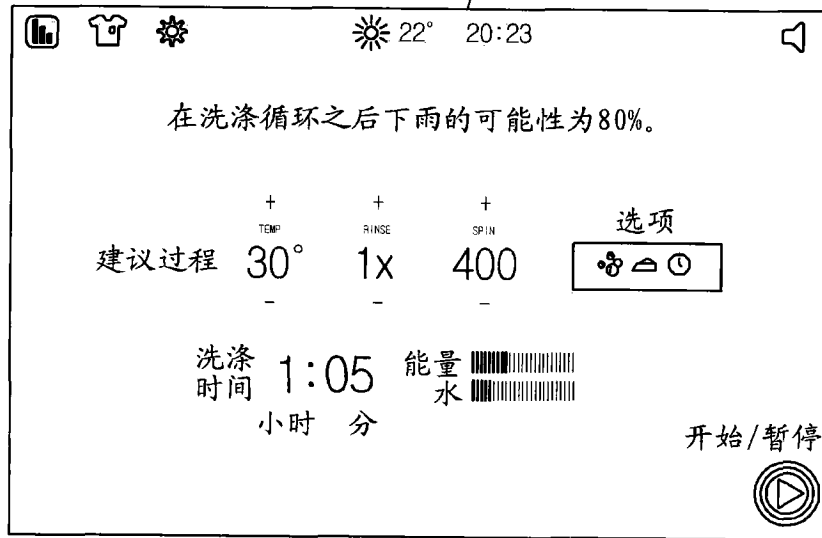 22° 20:23
在洗涤循环之后下雨的可能性为80%。
+ + +
TEMP RINSE SPIN 选项
建议过程 30° 1x 400
- - -
洗涤时间 1:05 能量
水
小时 分
开始/暂停